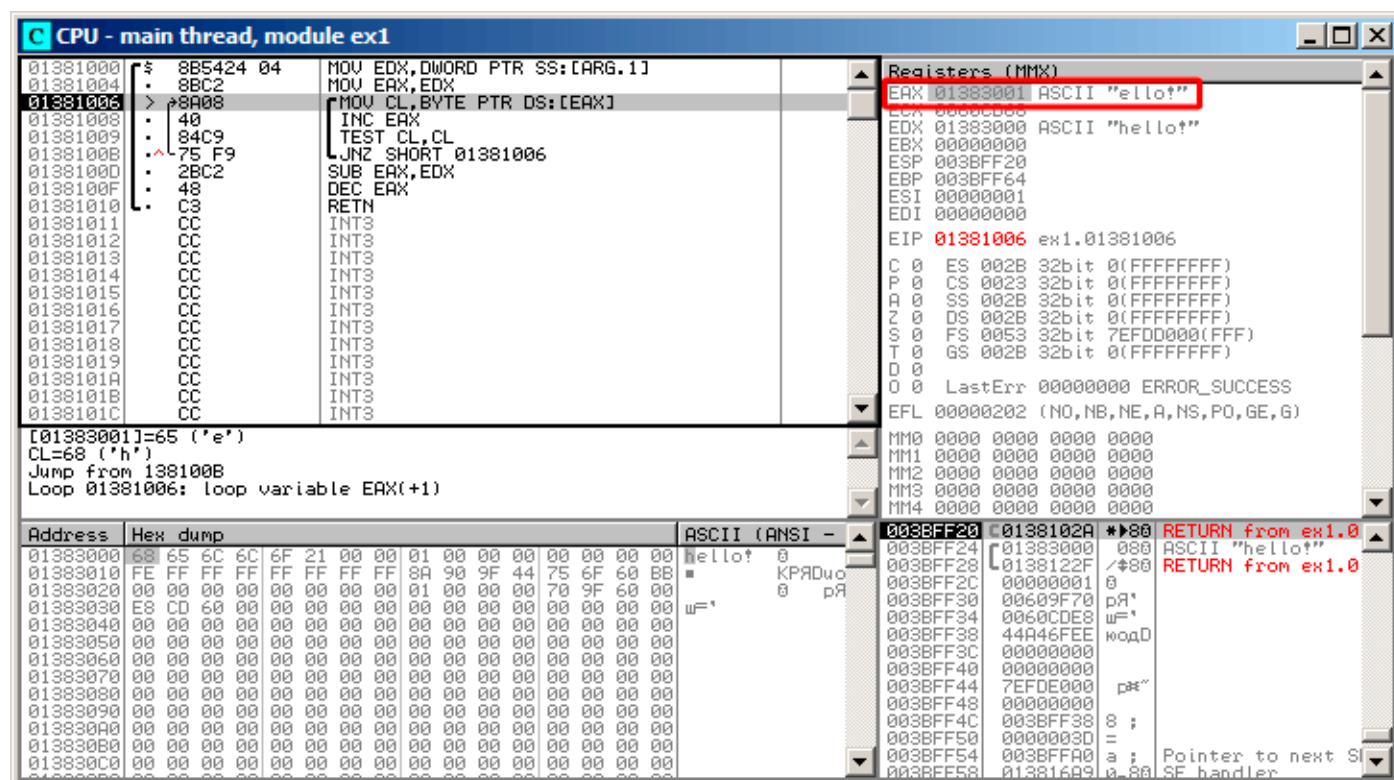 C CPU - main thread, module ex1
01381000 $ 8B5424 04 MOV EDX,DWORD PTR SS:[ARG.1]
01381004 . 8BC2 MOV EAX,EDX
01381006 > 8A08 MOV CL,BYTE PTR DS:[EAX]
01381008 . 40 INC EAX
01381009 . 84C9 TEST CL,CL
0138100B .^ 75 F9 JNZ SHORT 01381006
0138100D . 2BC2 SUB EAX,EDX
0138100F . 48 DEC EAX
01381010 . C3 RETN
01381011 CC INT3
01381012 CC INT3
01381013 CC INT3
01381014 CC INT3
01381015 CC INT3
01381016 CC INT3
01381017 CC INT3
01381018 CC INT3
01381019 CC INT3
0138101A CC INT3
0138101B CC INT3
0138101C CC INT3
[01383001]=65 ('e')
CL=68 ('h')
Jump from 138100B
Loop 01381006: loop variable EAX(+1)
Registers (MMX)
EAX 01383001 ASCII "ello!"
ECX 0060CD68
EDX 01383000 ASCII "hello!"
EBX 00000000
ESP 003BFF20
EBP 003BFF64
ESI 00000001
EDI 00000000
EIP 01381006 ex1.01381006
C 0 ES 002B 32bit 0(FFFFFFFF)
P 0 CS 0023 32bit 0(FFFFFFFF)
A 0 SS 002B 32bit 0(FFFFFFFF)
Z 0 DS 002B 32bit 0(FFFFFFFF)
S 0 FS 0053 32bit 7EFDD000(FFF)
T 0 GS 002B 32bit 0(FFFFFFFF)
D 0
O 0 LastErr 00000000 ERROR_SUCCESS
EFL 00000202 (NO,NB,NE,A,NS,PO,GE,G)
MM0 0000 0000 0000 0000
MM1 0000 0000 0000 0000
MM2 0000 0000 0000 0000
MM3 0000 0000 0000 0000
MM4 0000 0000 0000 0000
Address Hex dump ASCII (ANSI -
01383000 68 65 6C 6C 6F 21 00 00 01 00 00 00 00 00 00 00 hello! 0
01383010 FE FF FF FF FF FF FF FF 8A 90 9F 44 75 6F 60 BB ■ КРЯDuo
01383020 00 00 00 00 00 00 00 00 01 00 00 00 70 9F 60 00 0 pЯ
01383030 E8 CD 60 00 00 00 00 00 00 00 00 00 00 00 00 00 ш='
01383040 00 00 00 00 00 00 00 00 00 00 00 00 00 00 00 00
01383050 00 00 00 00 00 00 00 00 00 00 00 00 00 00 00 00
01383060 00 00 00 00 00 00 00 00 00 00 00 00 00 00 00 00
01383070 00 00 00 00 00 00 00 00 00 00 00 00 00 00 00 00
01383080 00 00 00 00 00 00 00 00 00 00 00 00 00 00 00 00
01383090 00 00 00 00 00 00 00 00 00 00 00 00 00 00 00 00
013830A0 00 00 00 00 00 00 00 00 00 00 00 00 00 00 00 00
013830B0 00 00 00 00 00 00 00 00 00 00 00 00 00 00 00 00
013830C0 00 00 00 00 00 00 00 00 00 00 00 00 00 00 00 00
003BFF20 0138102A *►80 RETURN from ex1.0
003BFF24 01383000 080 ASCII "hello!"
003BFF28 0138122F /‡80 RETURN from ex1.0
003BFF2C 00000001 0
003BFF30 00609F70 pЯ'
003BFF34 0060CDE8 ш='
003BFF38 44A46FEE юoдD
003BFF3C 00000000
003BFF40 00000000
003BFF44 7EFDE000
003BFF48 00000000
003BFF4C 003BFF38 8 ;
003BFF50 0000003D =
003BFF54 003BFFA0 a ; Pointer to next S
003BFF58 013816A9 SE handler